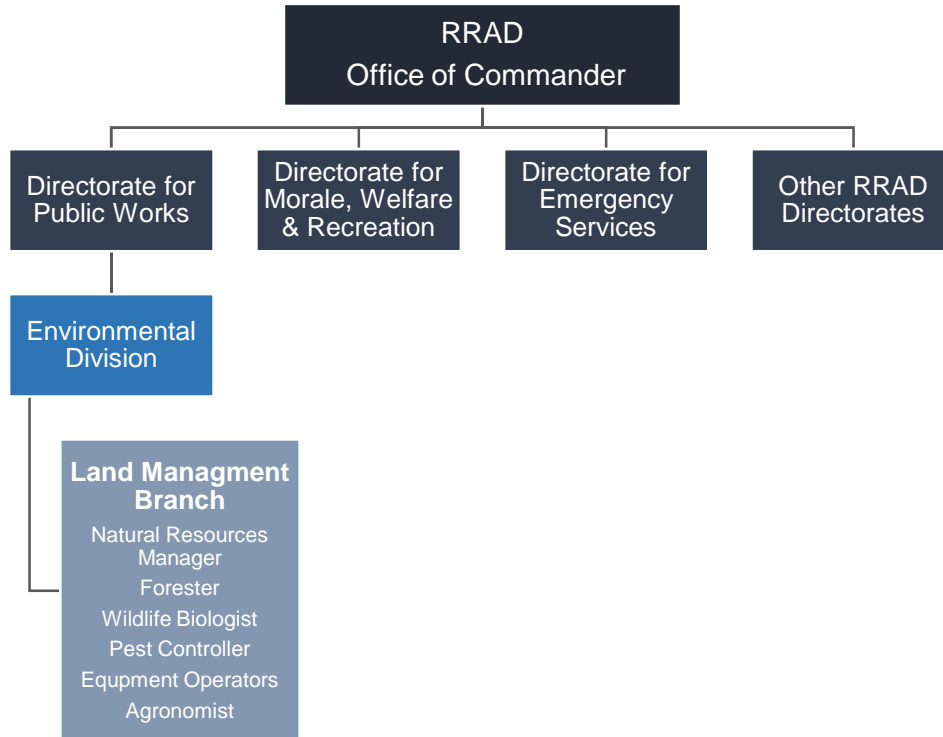 RRAD
Office of Commander
Directorate for
Public Works
Directorate for
Morale, Welfare
& Recreation
Directorate for
Emergency
Services
Other RRAD
Directorates
Environmental
Division
Land Managment
Branch
Natural Resources
Manager
Forester
Wildlife Biologist
Pest Controller
Equpment Operators
Agronomist